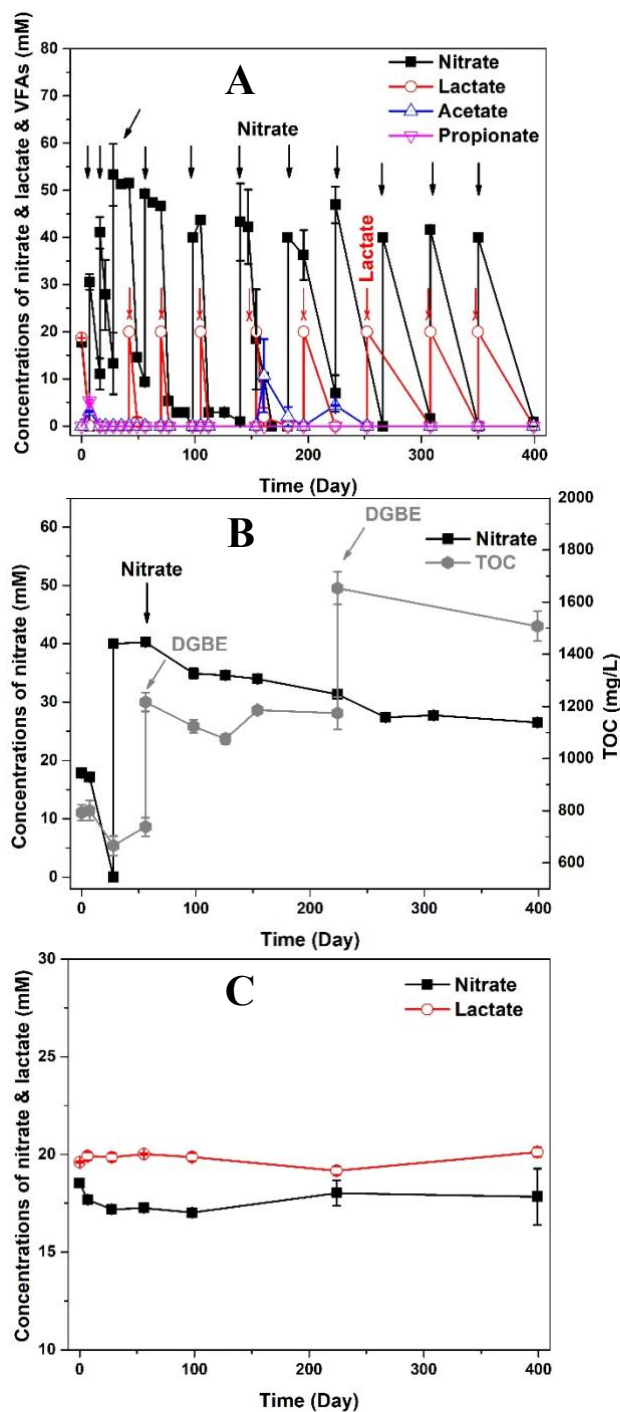 A
Nitrate
Lactate
Acetate
Propionate
Nitrate
Lactate
Concentrations of nitrate & lactate & VFAs (mM)
80
70
60
50
40
30
20
10
0
0
100
200
300
400
Time (Day)
B
Nitrate
TOC
DGBE
Nitrate
DGBE
Concentrations of nitrate (mM)
60
50
40
30
20
10
0
2000
1800
1600
1400
1200
1000
800
600
TOC (mg/L)
0
100
200
300
400
Time (Day)
C
Nitrate
Lactate
Concentrations of nitrate & lactate (mM)
30
25
20
15
10
0
100
200
300
400
Time (Day)